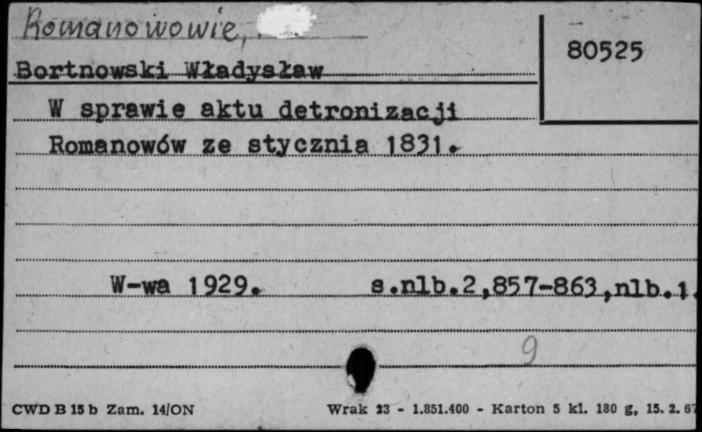 Romanowowie,
80525
Bortnowski Władysław
W sprawie aktu detronizacji
Romanowów ze stycznia 1831.
W-wa 1929. s.nlb.2,857-863,nlb.1.
9
CWD B 15 b Zam. 14/ON Wrak 23 - 1.851.400 - Karton 5 kl. 180 g, 15. 2. 67